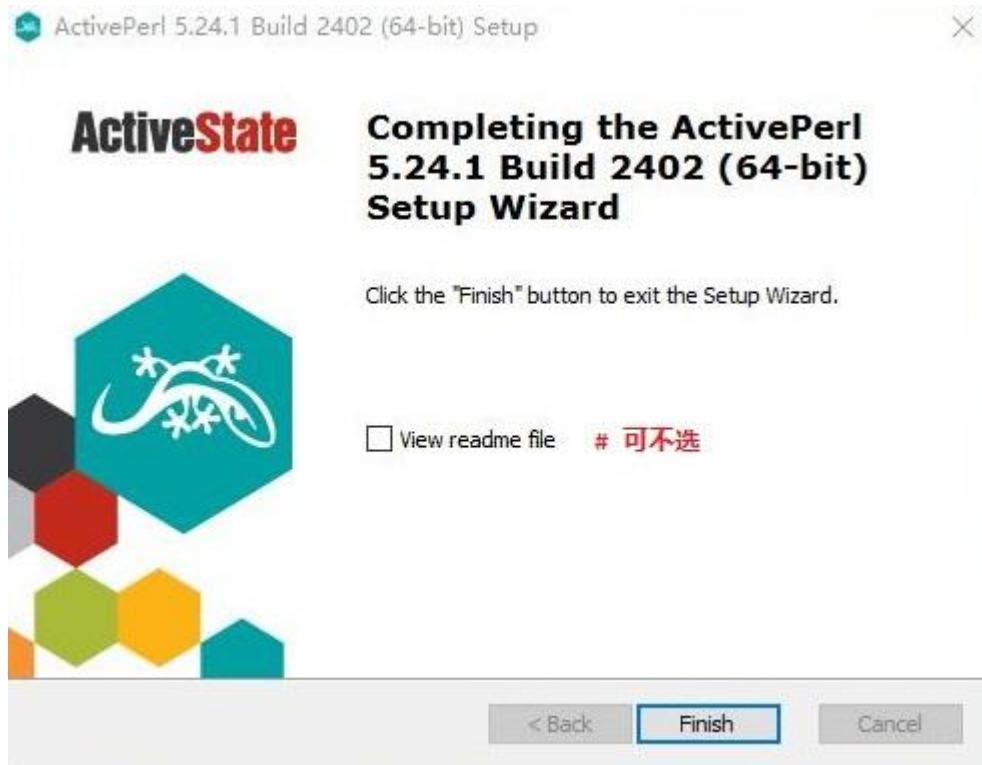 ActivePerl 5.24.1 Build 2402 (64-bit) Setup
ActiveState
Completing the ActivePerl
5.24.1 Build 2402 (64-bit)
Setup Wizard
Click the "Finish" button to exit the Setup Wizard.
View readme file # 可不选
< Back Finish Cancel